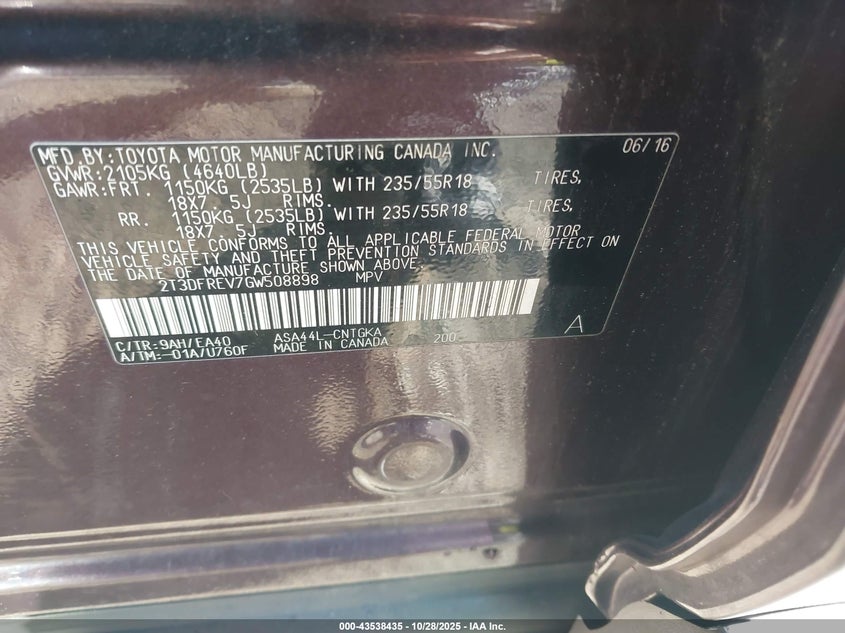 MFD.BY:TOYOTA MOTOR MANUFACTURING CANADA INC. 06/16
GVWR:2105KG (4640LB)
GAWR:FRT. 1150KG (2535LB) WITH 235/55R18 TIRES,
18X7. 5J RIMS.
RR. 1150KG (2535LB) WITH 235/55R18 TIRES,
18X7. 5J RIMS.
THIS VEHICLE CONFORMS TO ALL APPLICABLE FEDERAL MOTOR
VEHICLE SAFETY AND THEFT PREVENTION STANDARDS IN EFFECT ON
THE DATE OF MANUFACTURE SHOWN ABOVE.
2T3DFREV7GW508898 MPV
C/TR:9AH/EA40 ASA44L-CNTGKA 200 A
A/TM:-01A/U760F MADE IN CANADA
000-43538435 - 10/28/2025 - IAA Inc.